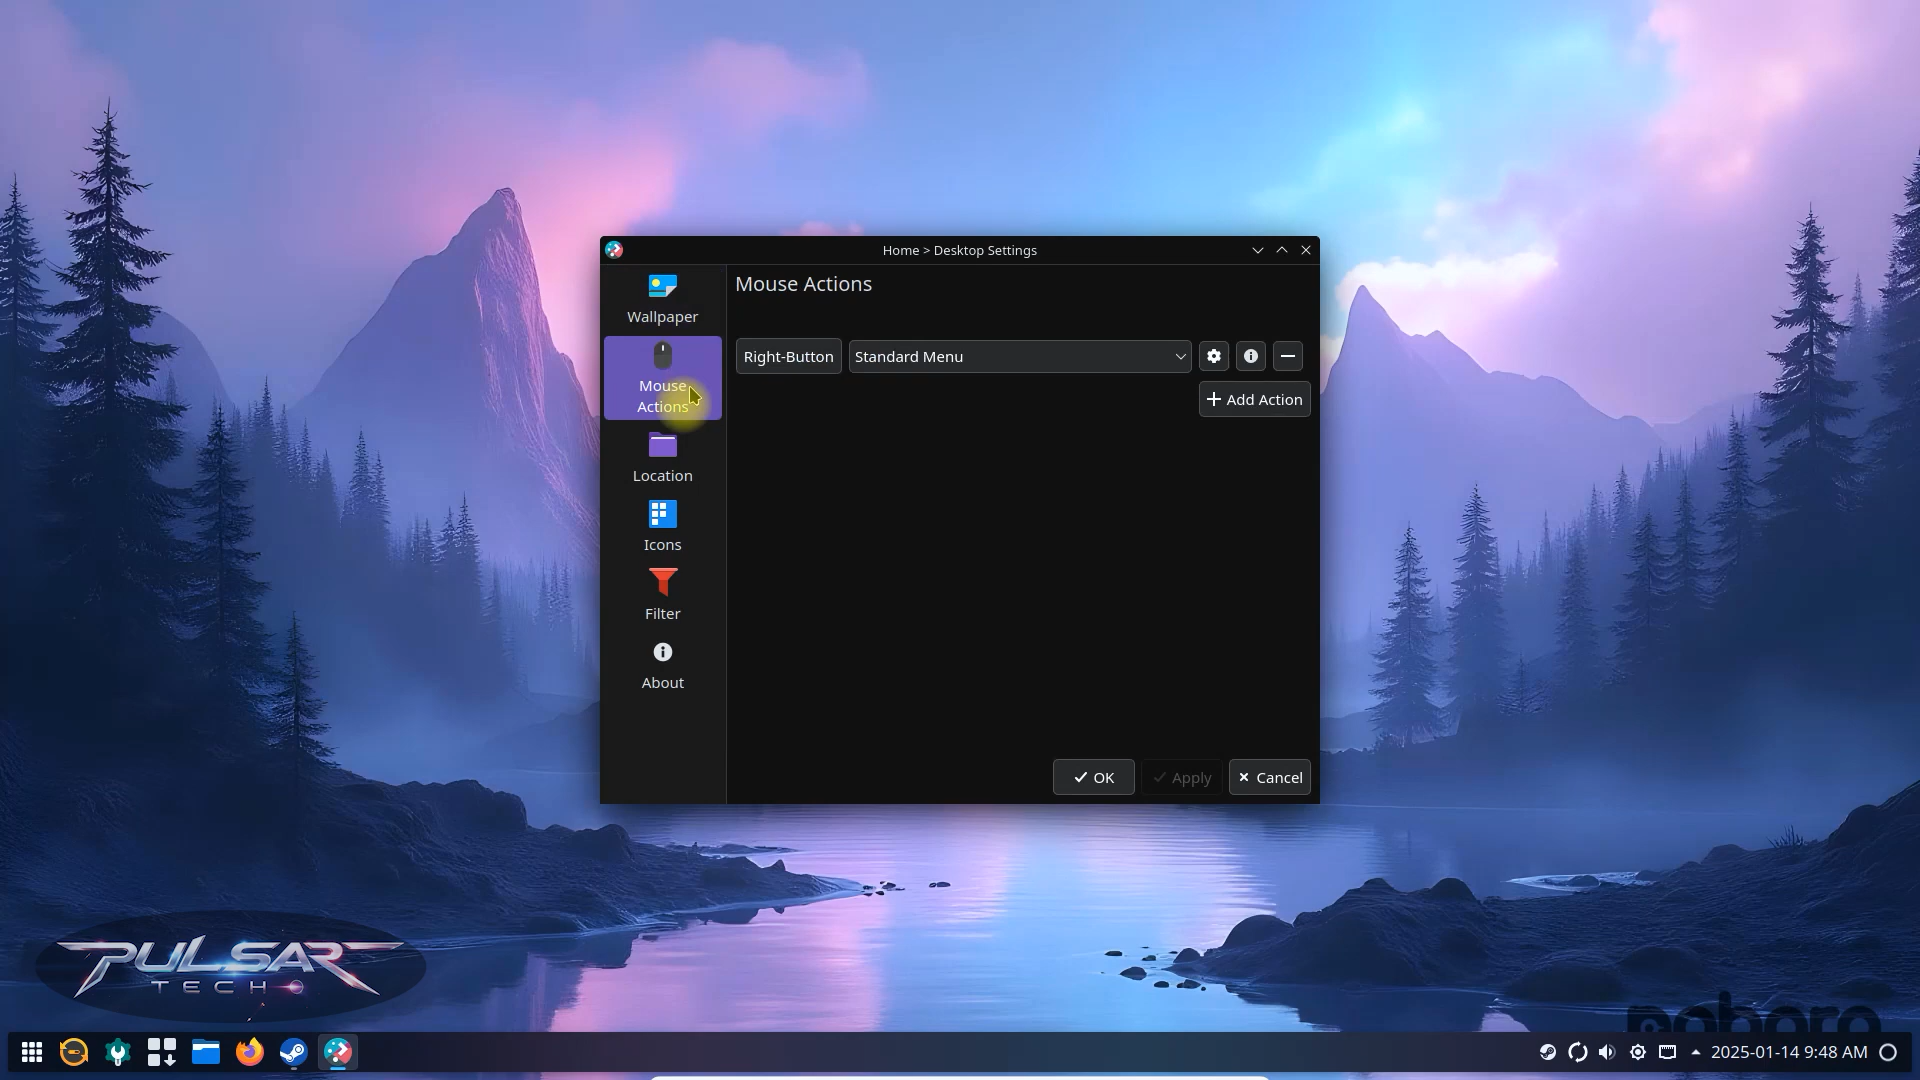 Home > Desktop Settings
Wallpaper
Mouse
Actions
Location
Icons
Filter
About
Mouse Actions
Right-Button
Standard Menu
Add Action
OK
Apply
Cancel
PULSAR
TECH
nobara
2025-01-14 9:48 AM